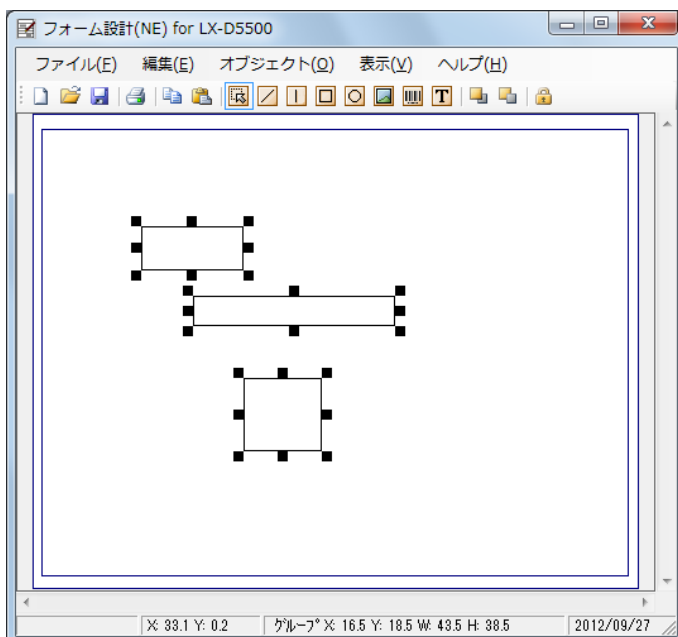 フォーム設計(NE) for LX-D5500
ファイル(F) 編集(E) オブジェクト(O) 表示(V) ヘルプ(H)
T
X: 33.1 Y: 0.2 グループ X: 16.5 Y: 18.5 W: 43.5 H: 38.5 2012/09/27